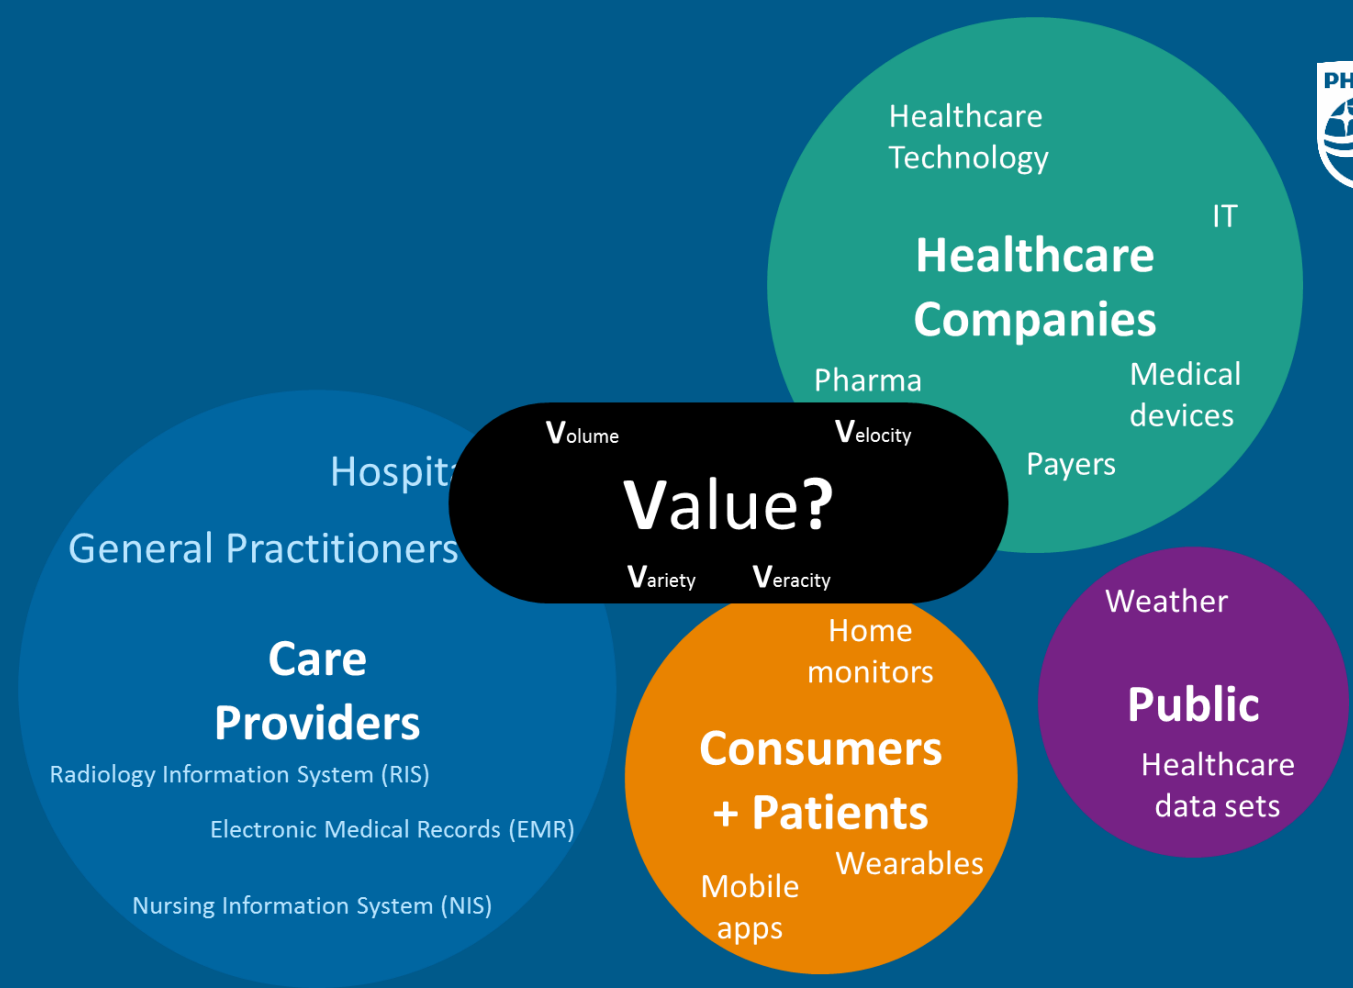 Healthcare
Technology
IT
Healthcare
Companies
Pharma
Medical
devices
Payers
Volume
Velocity
Value?
Variety
Veracity
General Practitioners
Care
Providers
Radiology Information System (RIS)
Electronic Medical Records (EMR)
Nursing Information System (NIS)
Home
monitors
Consumers
+ Patients
Wearables
Mobile
apps
Weather
Public
Healthcare
data sets